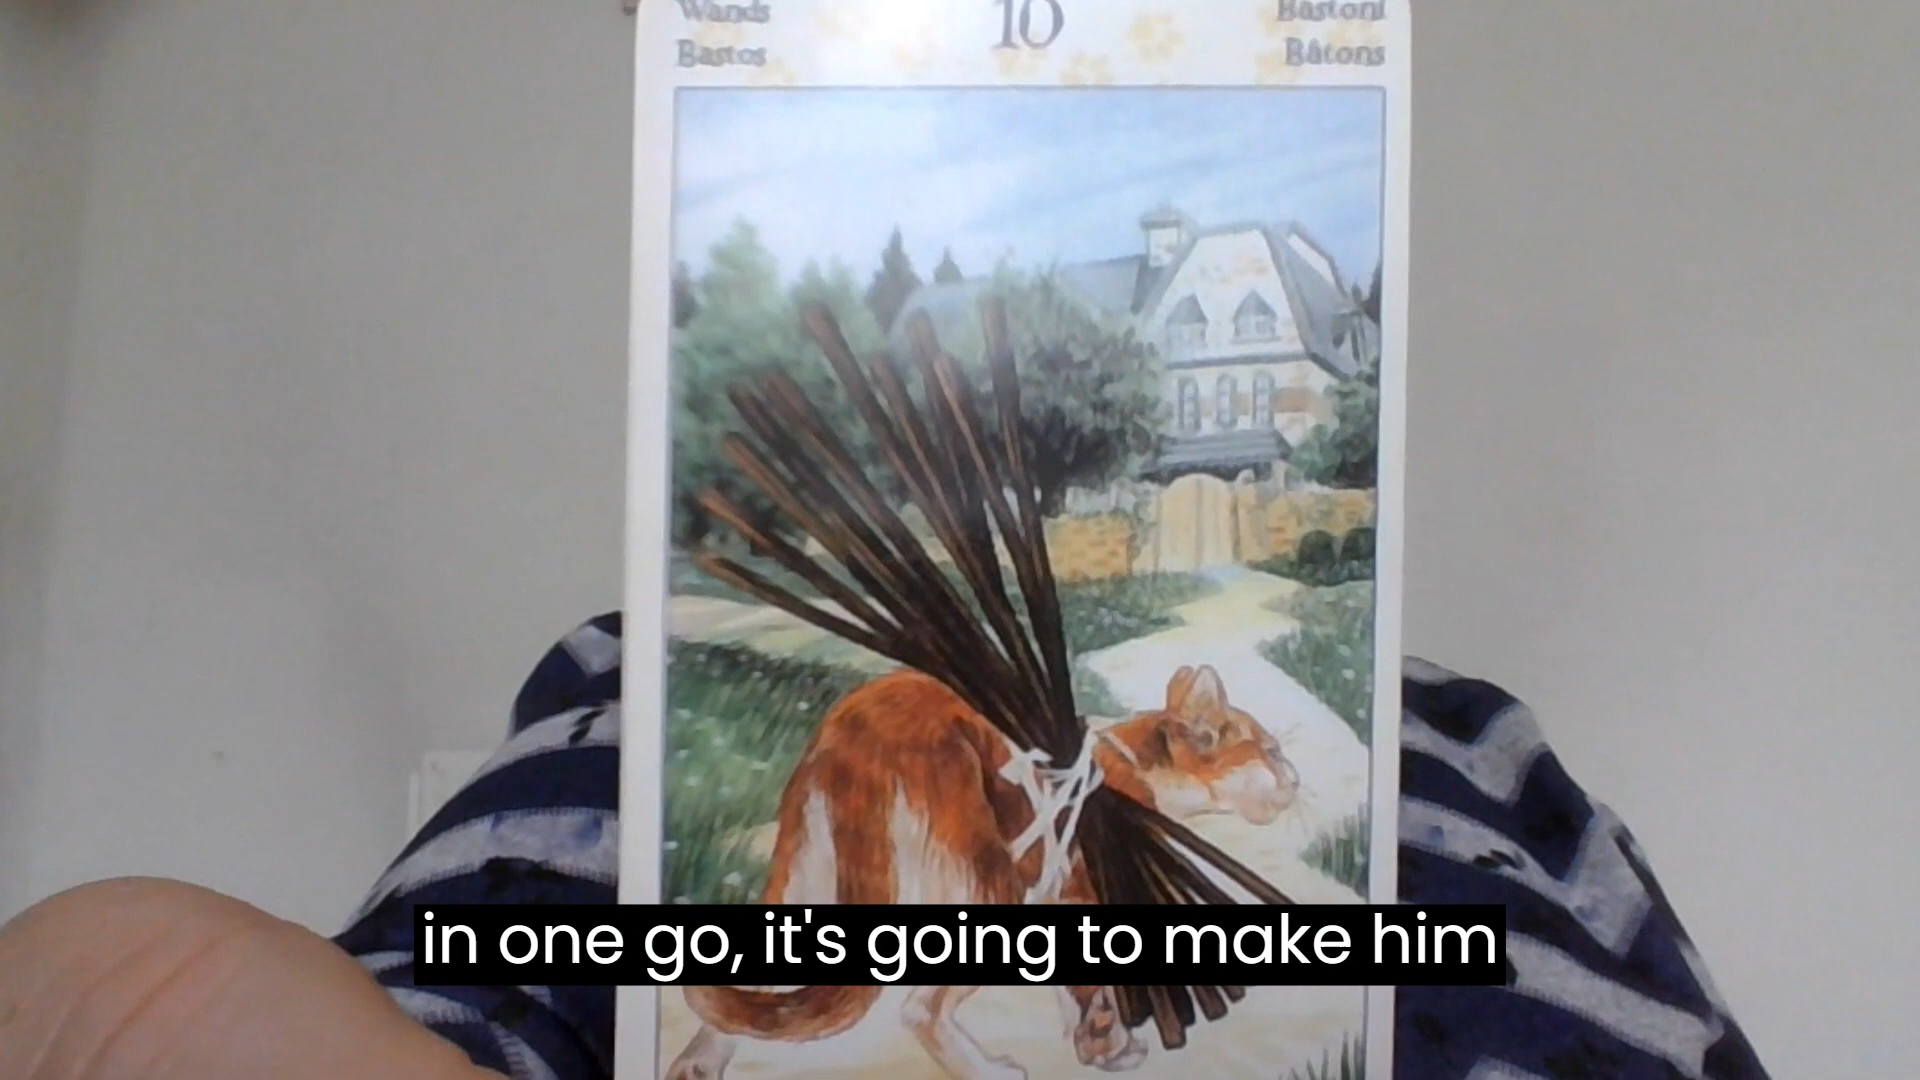 Wands
10
Bastoni
Bastos
Bâtons
in one go, it's going to make him